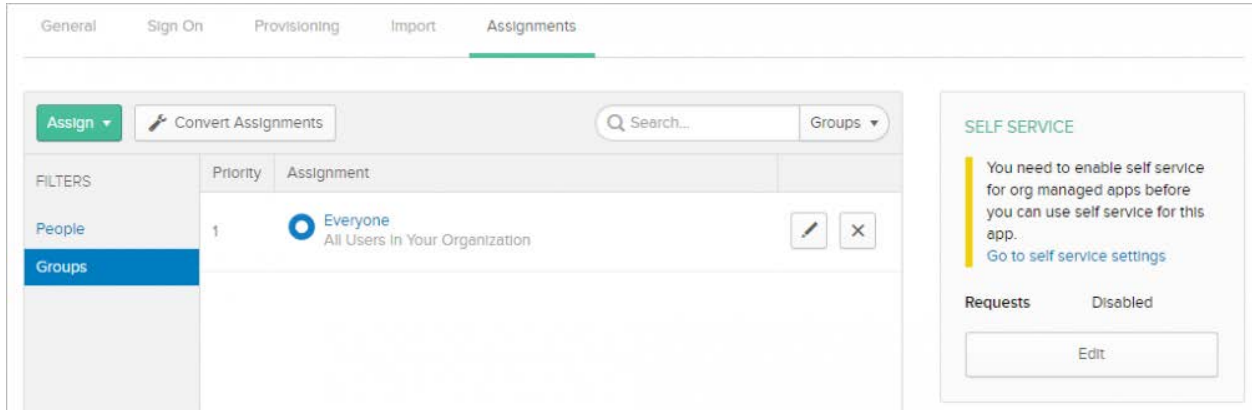 General Sign On Provisioning Import Assignments
Assign Convert Assignments Search... Groups
FILTERS
People
Groups
Priority Assignment
1 Everyone
All Users In Your Organization
SELF SERVICE
You need to enable self service
for org managed apps before
you can use self service for this
app.
Go to self service settings
Requests Disabled
Edit